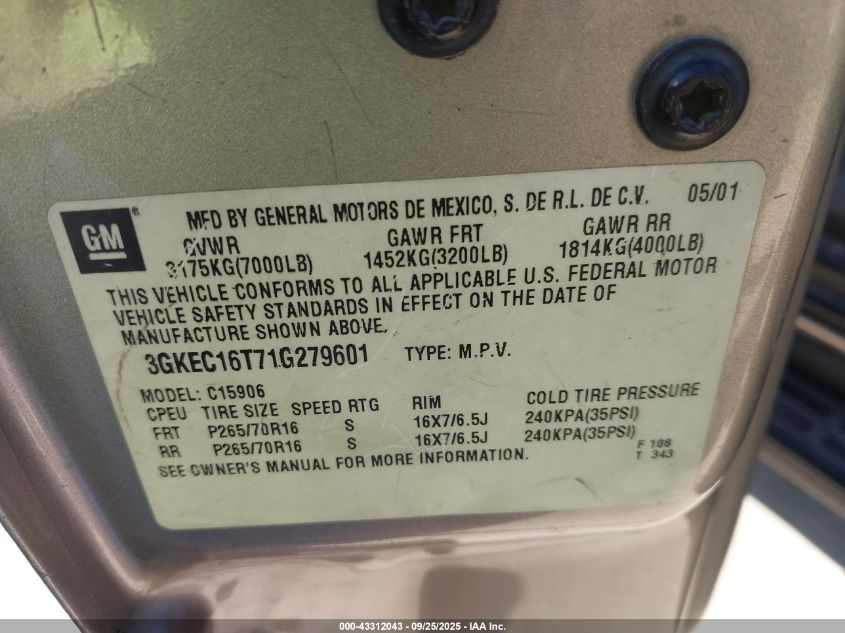 GM ®
MFD BY GENERAL MOTORS DE MEXICO, S. DE R.L. DE C.V. 05/01
GVWR GAWR FRT GAWR RR
3175KG(7000LB) 1452KG(3200LB) 1814KG(4000LB)
THIS VEHICLE CONFORMS TO ALL APPLICABLE U.S. FEDERAL MOTOR
VEHICLE SAFETY STANDARDS IN EFFECT ON THE DATE OF
MANUFACTURE SHOWN ABOVE.
3GKEC16T71G279601 TYPE: M.P.V.
MODEL: C15906
CPEU TIRE SIZE SPEED RTG RIM COLD TIRE PRESSURE
FRT P265/70R16 S 16X7/6.5J 240KPA(35PSI)
RR P265/70R16 S 16X7/6.5J 240KPA(35PSI)
SEE OWNER'S MANUAL FOR MORE INFORMATION.
F 108
T 343
000-43312043 - 09/25/2025 - IAA Inc.